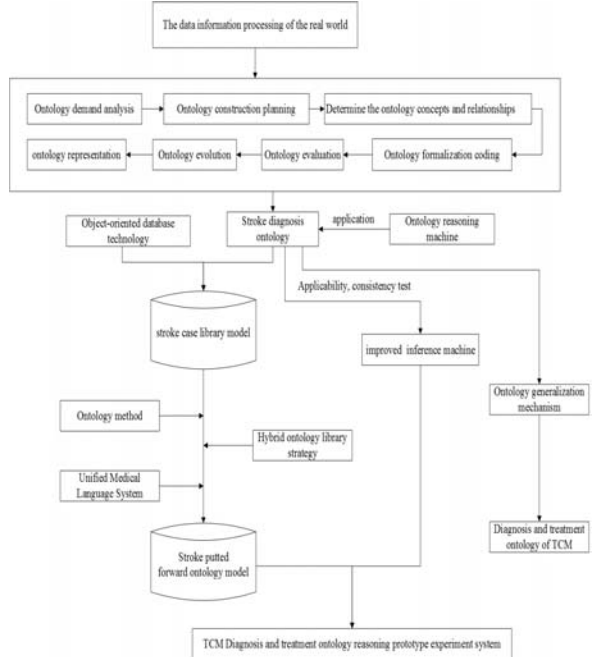 The data information processing of the real
world
Ontology demand analysis
Ontology construction planning
Determine the ontology concepts and relationships
ontology representation
Ontology evolution
Ontology evaluation
Ontology formalization coding
Object-oriented database
technology
Stroke diagnosis
ontology
application
Ontology reasoning
machine
Applicability, consistency test
stroke case library model
improved inference machine
Ontology generalization
mechanism
Ontology method
Hybrid ontology library
strategy
Unified Medical
Language System
Stroke putted
forward ontology model
Diagnosis and treatment
ontology of TCM
TCM Diagnosis and treatment ontology reasoning prototype experiment system